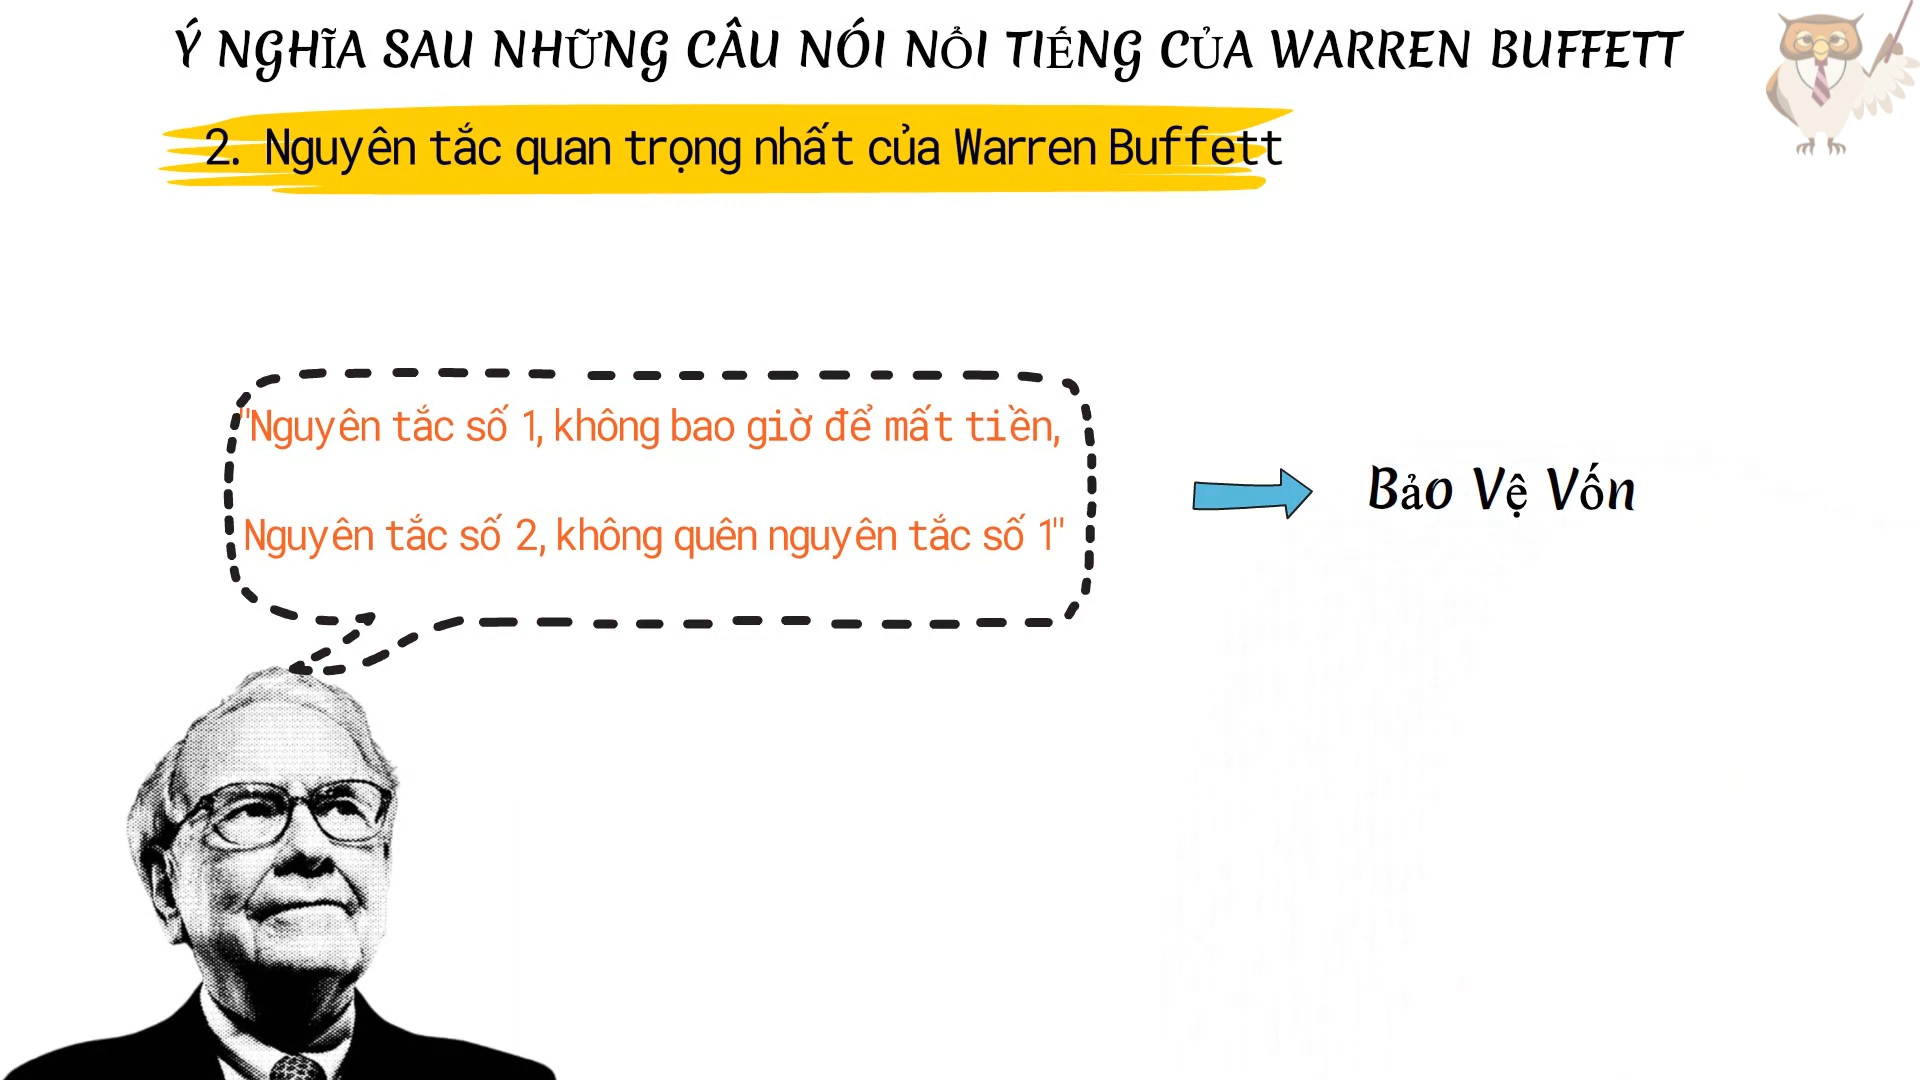 Ý NGHĨA SAU NHỮNG CÂU NÓI NỔI TIẾNG CỦA WARREN BUFFETT
2. Nguyên tắc quan trọng nhất của Warren Buffett
"Nguyên tắc số 1, không bao giờ để mất tiền,
Nguyên tắc số 2, không quên nguyên tắc số 1"
Bảo Vệ Vốn